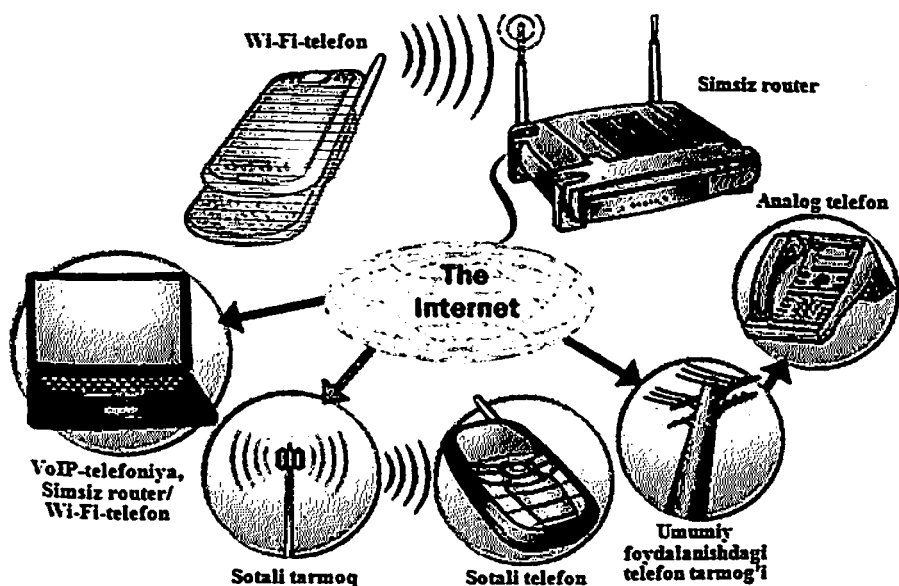 Wi-Fi-telefon
Simsiz router
Analog telefon
The
Internet
VoIP-telefoniya,
Simsiz router/
Wi-Fi-telefon
Sotali tarmoq
Sotali telefon
Umumiy
foydalanishdagi
telefon tarmog'i